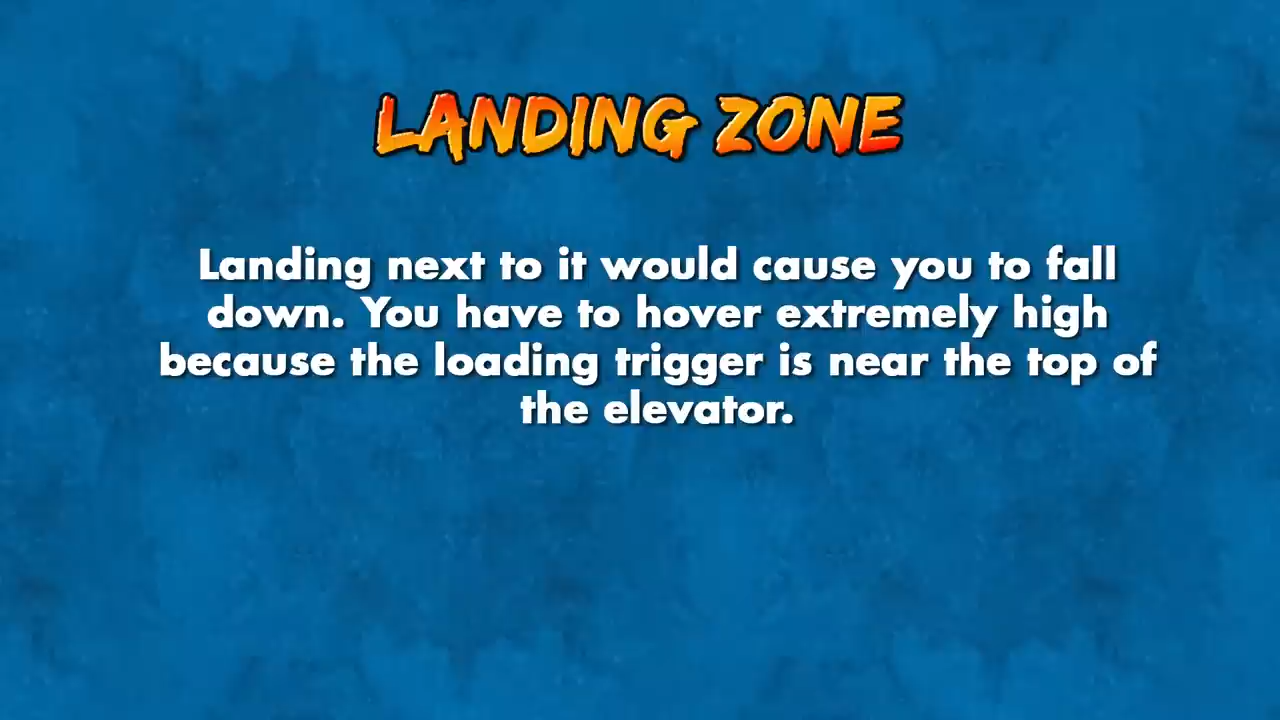 LANDING ZONE
Landing next to it would cause you to fall
down. You have to hover extremely high
because the loading trigger is near the top of
the elevator.